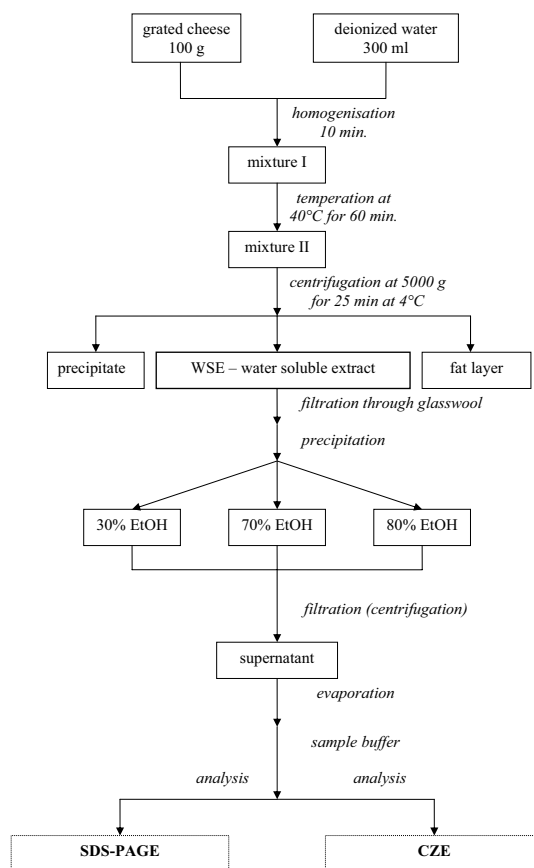 grated cheese
100 g
deionized water
300 ml
homogenisation
10 min.
mixture I
temperation at
40°C for 60 min.
mixture II
centrifugation at 5000 g
for 25 min at 4°C
precipitate
WSE – water soluble extract
fat layer
filtration through glasswool
precipitation
30% EtOH
70% EtOH
80% EtOH
filtration (centrifugation)
supernatant
evaporation
sample buffer
analysis
analysis
SDS-PAGE
CZE